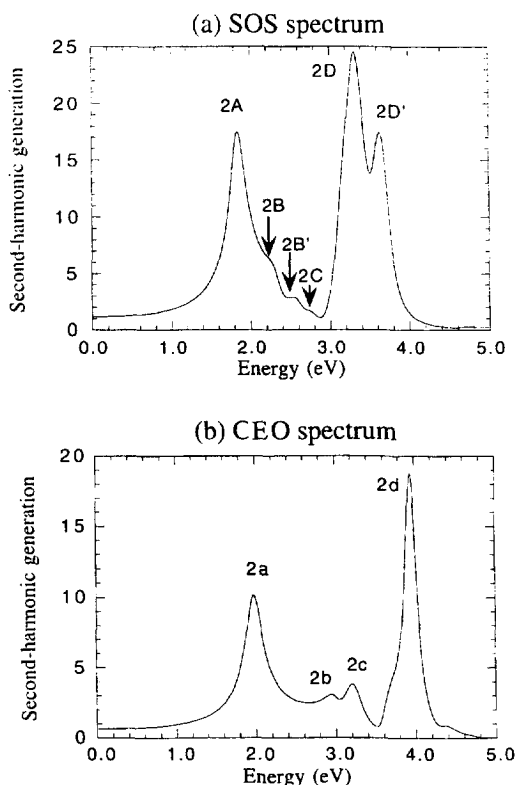 (a) SOS spectrum
25
20
15
10
5
0
Second-harmonic generation
2A
2B
2B'
2C
2D
2D'
0.0 1.0 2.0 3.0 4.0 5.0
Energy (eV)
(b) CEO spectrum
20
15
10
5
0
Second-harmonic generation
2a
2b
2c
2d
0.0 1.0 2.0 3.0 4.0 5.0
Energy (eV)